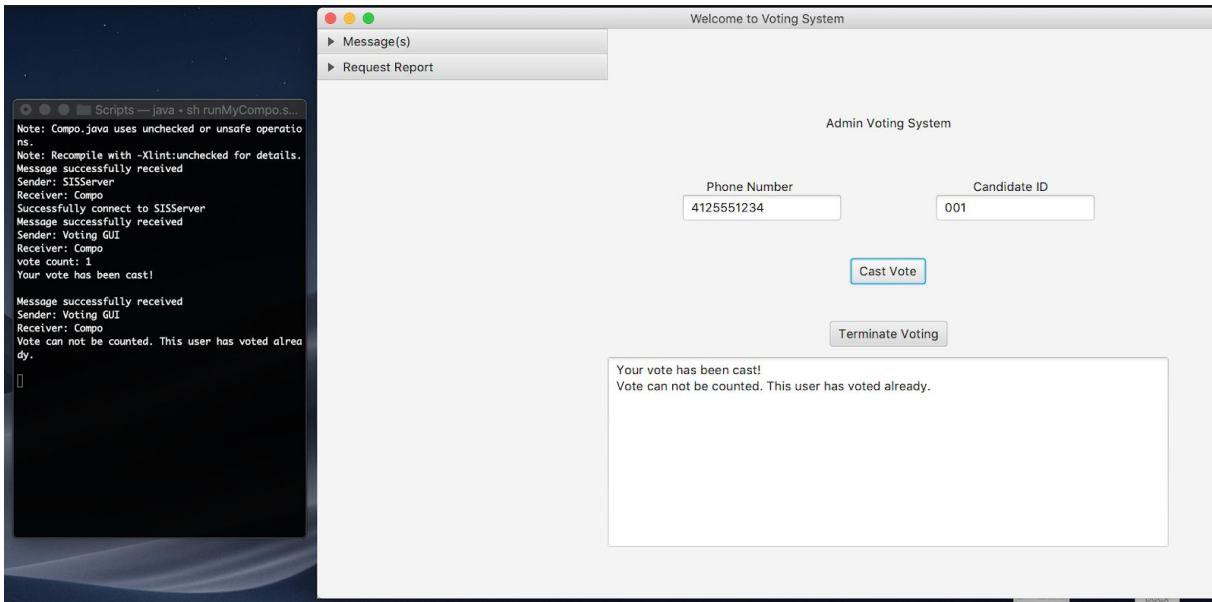 Scripts — java • sh runMyCompo.s...
Note: Compo.java uses unchecked or unsafe operatio
ns.
Note: Recompile with -Xlint:unchecked for details.
Message successfully received
Sender: SISServer
Receiver: Compo
Successfully connect to SISServer
Message successfully received
Sender: Voting GUI
Receiver: Compo
vote count: 1
Your vote has been cast!
Message successfully received
Sender: Voting GUI
Receiver: Compo
Vote can not be counted. This user has voted alrea
dy.
Welcome to Voting System
Message(s)
Request Report
Admin Voting System
Phone Number Candidate ID
4125551234 001
Cast Vote
Terminate Voting
Your vote has been cast!
Vote can not be counted. This user has voted already.